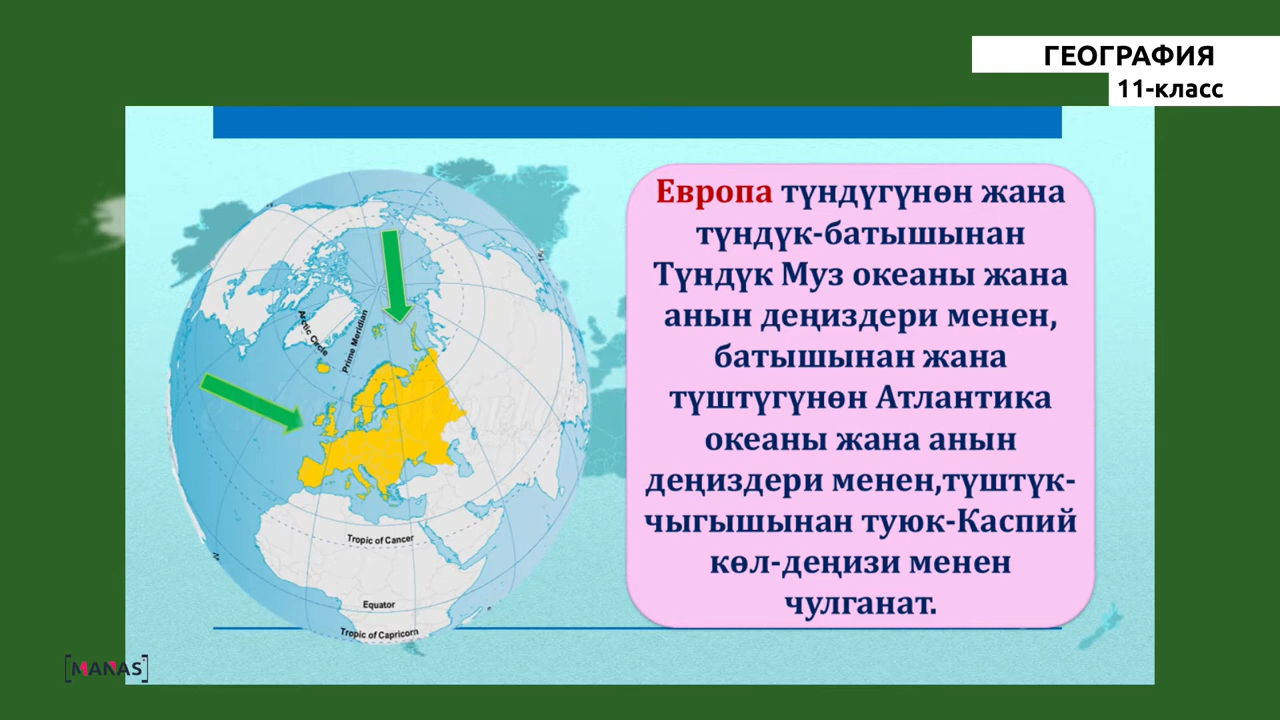 ГЕОГРАФИЯ
11-класс
Европа түндүгүнөн жана
түндүк-батышынан
Түндүк Муз океаны жана
анын деңиздери менен,
батышынан жана
түштүгүнөн Атлантика
океаны жана анын
деңиздери менен,түштүк-
чыгышынан туюк-Каспий
көл-деңизи менен
чулганат.
Arctic Circle
Prime Meridian
Tropic of Cancer
Equator
Tropic of Capricorn
[MANAS]